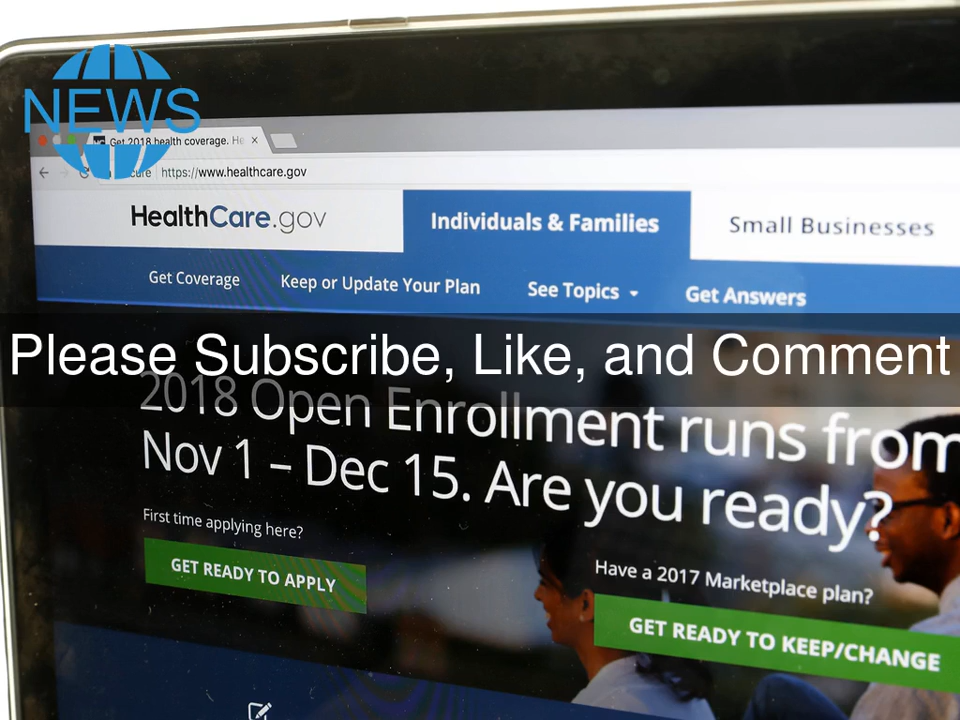 NEWS
Get 2018 health coverage. He ×
https://www.healthcare.gov
HealthCare.gov
Individuals & Families
Small Businesses
Get Coverage
Keep or Update Your Plan
See Topics
Get Answers
Please Subscribe, Like, and Comment
2018 Open Enrollment runs from
Nov 1 – Dec 15. Are you ready?
First time applying here?
GET READY TO APPLY
Have a 2017 Marketplace plan?
GET READY TO KEEP/CHANGE